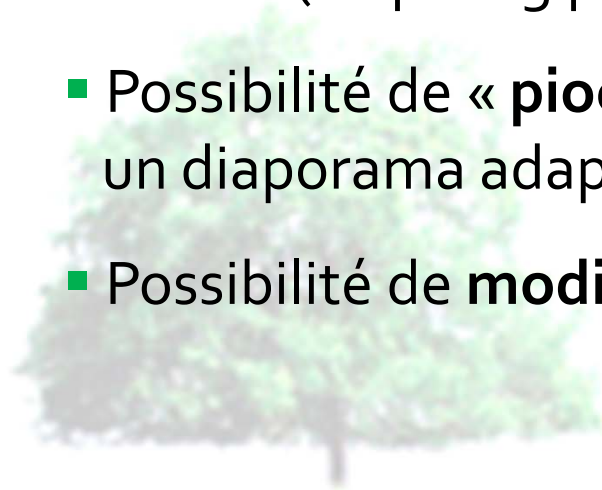 ▪ Possibilité de « pio
un diaporama adap
▪ Possibilité de modi